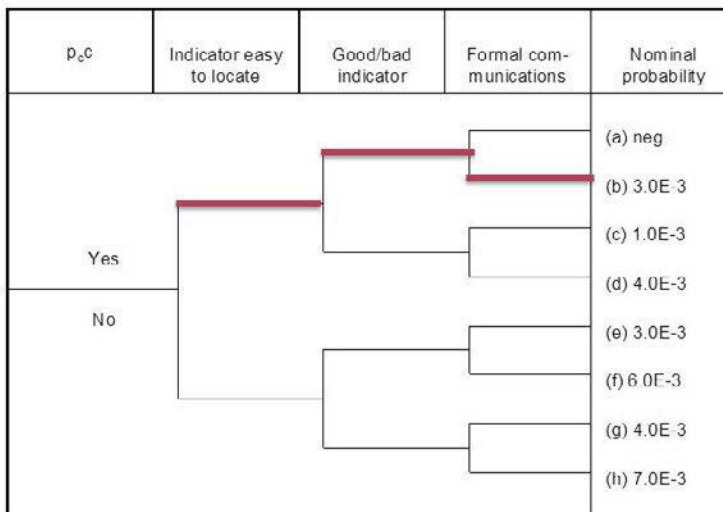 p꜀c
Indicator easy
to locate
Good/bad
indicator
Formal com-
munications
Nominal
probability
Yes
No
(a) neg
(b) 3.0E-3
(c) 1.0E-3
(d) 4.0E-3
(e) 3.0E-3
(f) 6.0E-3
(g) 4.0E-3
(h) 7.0E-3